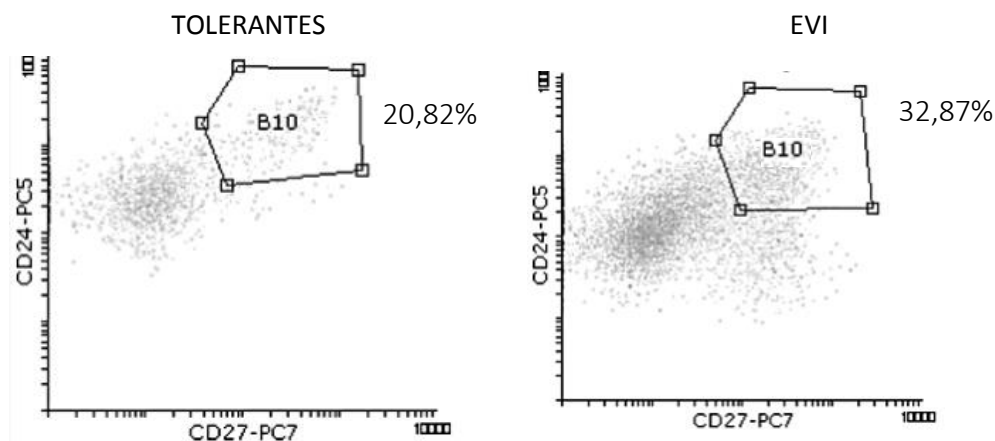 TOLERANTES
EVI
20,82%
32,87%
B10
B10
CD24-PC5
CD24-PC5
CD27-PC7
CD27-PC7